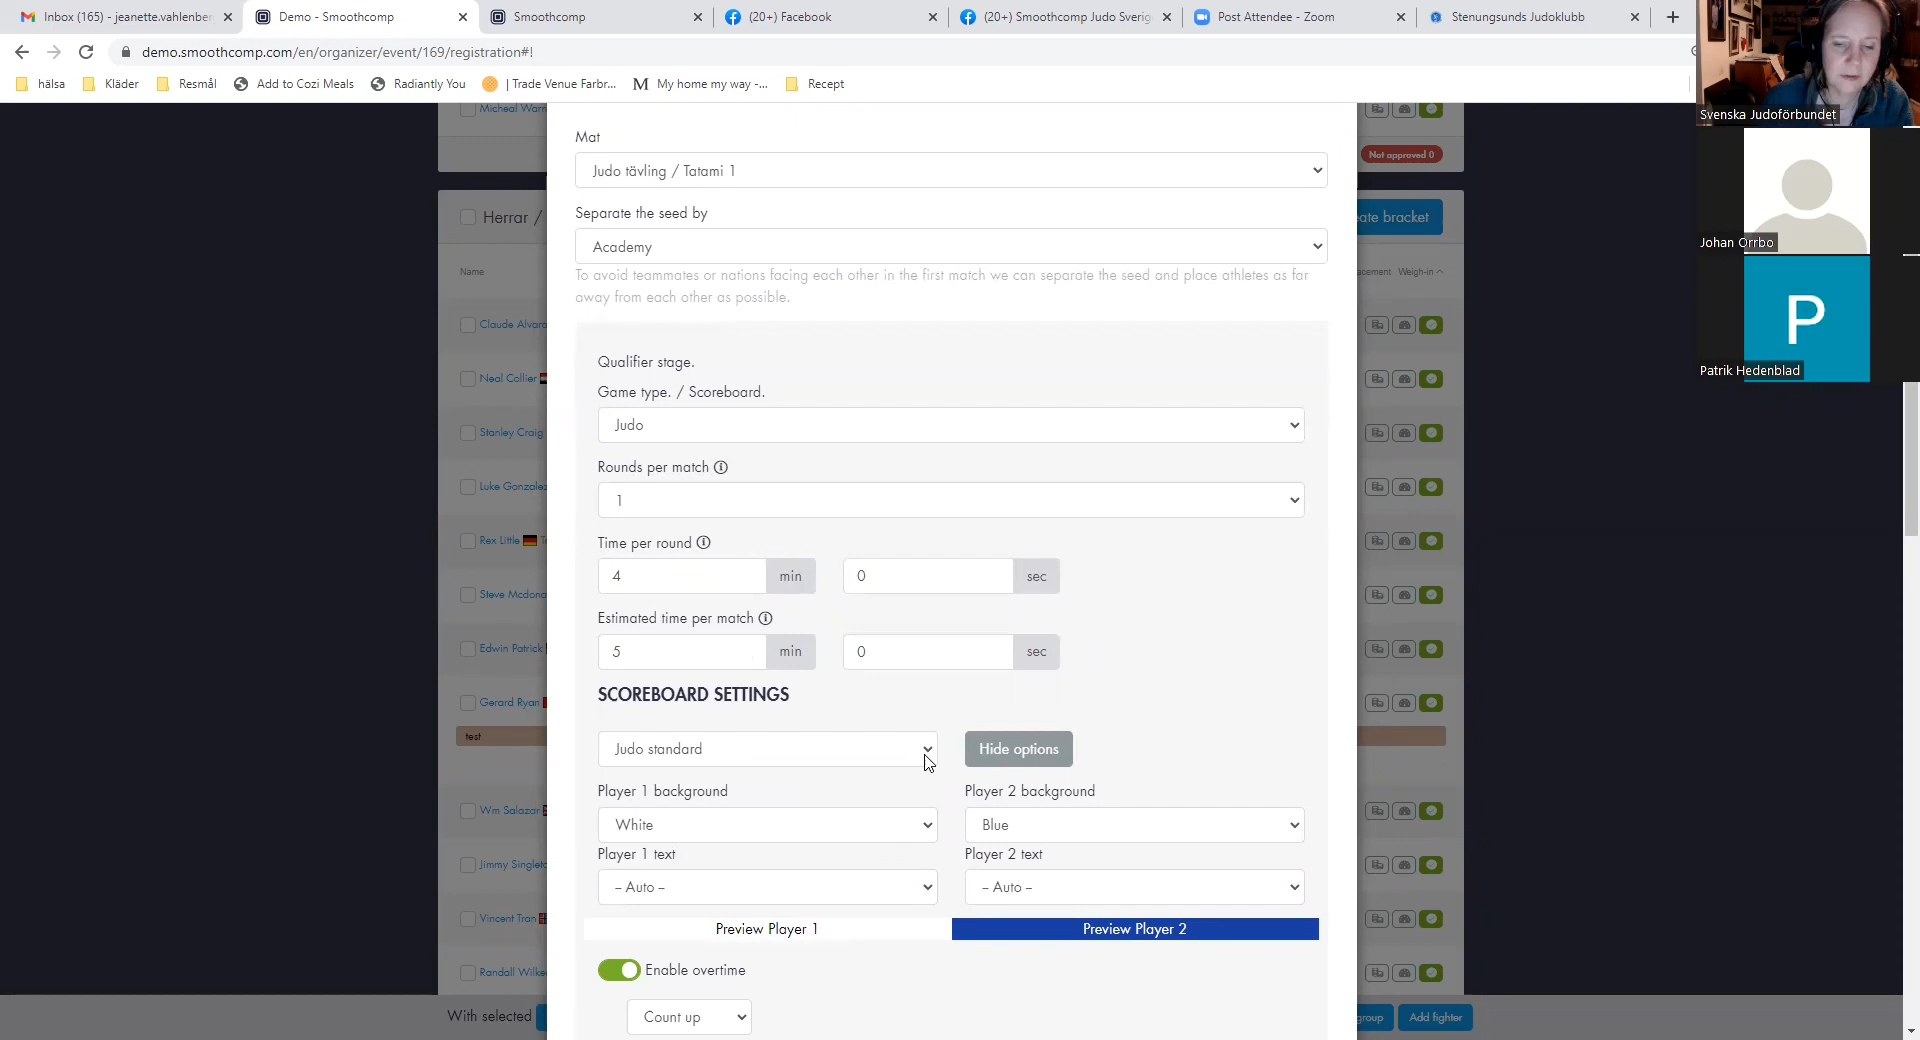 Inbox (165) - jeanette.vahlenber
Demo - Smoothcomp
Smoothcomp
(20+) Facebook
(20+) Smoothcomp Judo Sverig
Post Attendee - Zoom
Stenungsunds Judoklubb
demo.smoothcomp.com/en/organizer/event/169/registration#!
hälsa
Kläder
Resmål
Add to Cozi Meals
Radiantly You
| Trade Venue Farbr...
My home my way -...
Recept
Svenska Judoförbundet
Johan Orrbo
P
Patrik Hedenblad
Micheal Warn
Not approved 0
Herrar /
ate bracket
Name
acement Weigh-in
Claude Alvara
Neal Collier
Stanley Craig
Luke Gonzalez
Rex Little
Steve Mcdona
Edwin Patrick
Gerard Ryan
test
Wm Salazar
Jimmy Singlet
Vincent Tran
Randall Wilke
With selected
group
Add fighter
Mat
Judo tävling / Tatami 1
Separate the seed by
Academy
To avoid teammates or nations facing each other in the first match we can separate the seed and place athletes as far
away from each other as possible.
Qualifier stage.
Game type. / Scoreboard.
Judo
Rounds per match
1
Time per round
4 min 0 sec
Estimated time per match
5 min 0 sec
SCOREBOARD SETTINGS
Judo standard
Hide options
Player 1 background
Player 2 background
White
Blue
Player 1 text
Player 2 text
– Auto –
– Auto –
Preview Player 1
Preview Player 2
Enable overtime
Count up